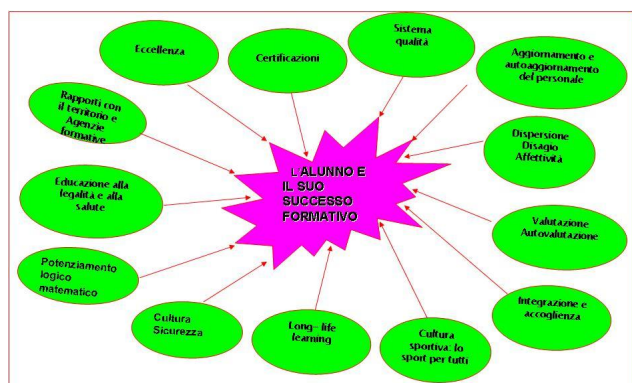 Sistema
qualità
Eccellenza
Certificazioni
Aggiornamento e
autoaggiornamento
del personale
Rapporti con
il territorio e
Agenzie
formative
Dispersione
Disagio
Affettività
L'ALUNNO E
IL SUO
SUCCESSO
FORMATIVO
Educazione alla
legalità e alla
salute
Valutazione
Autovalutazione
Potenziamento
logico
matematico
Integrazione e
accoglienza
Cultura
Sicurezza
Long- life
learning
Cultura
sportiva: lo
sport per tutti